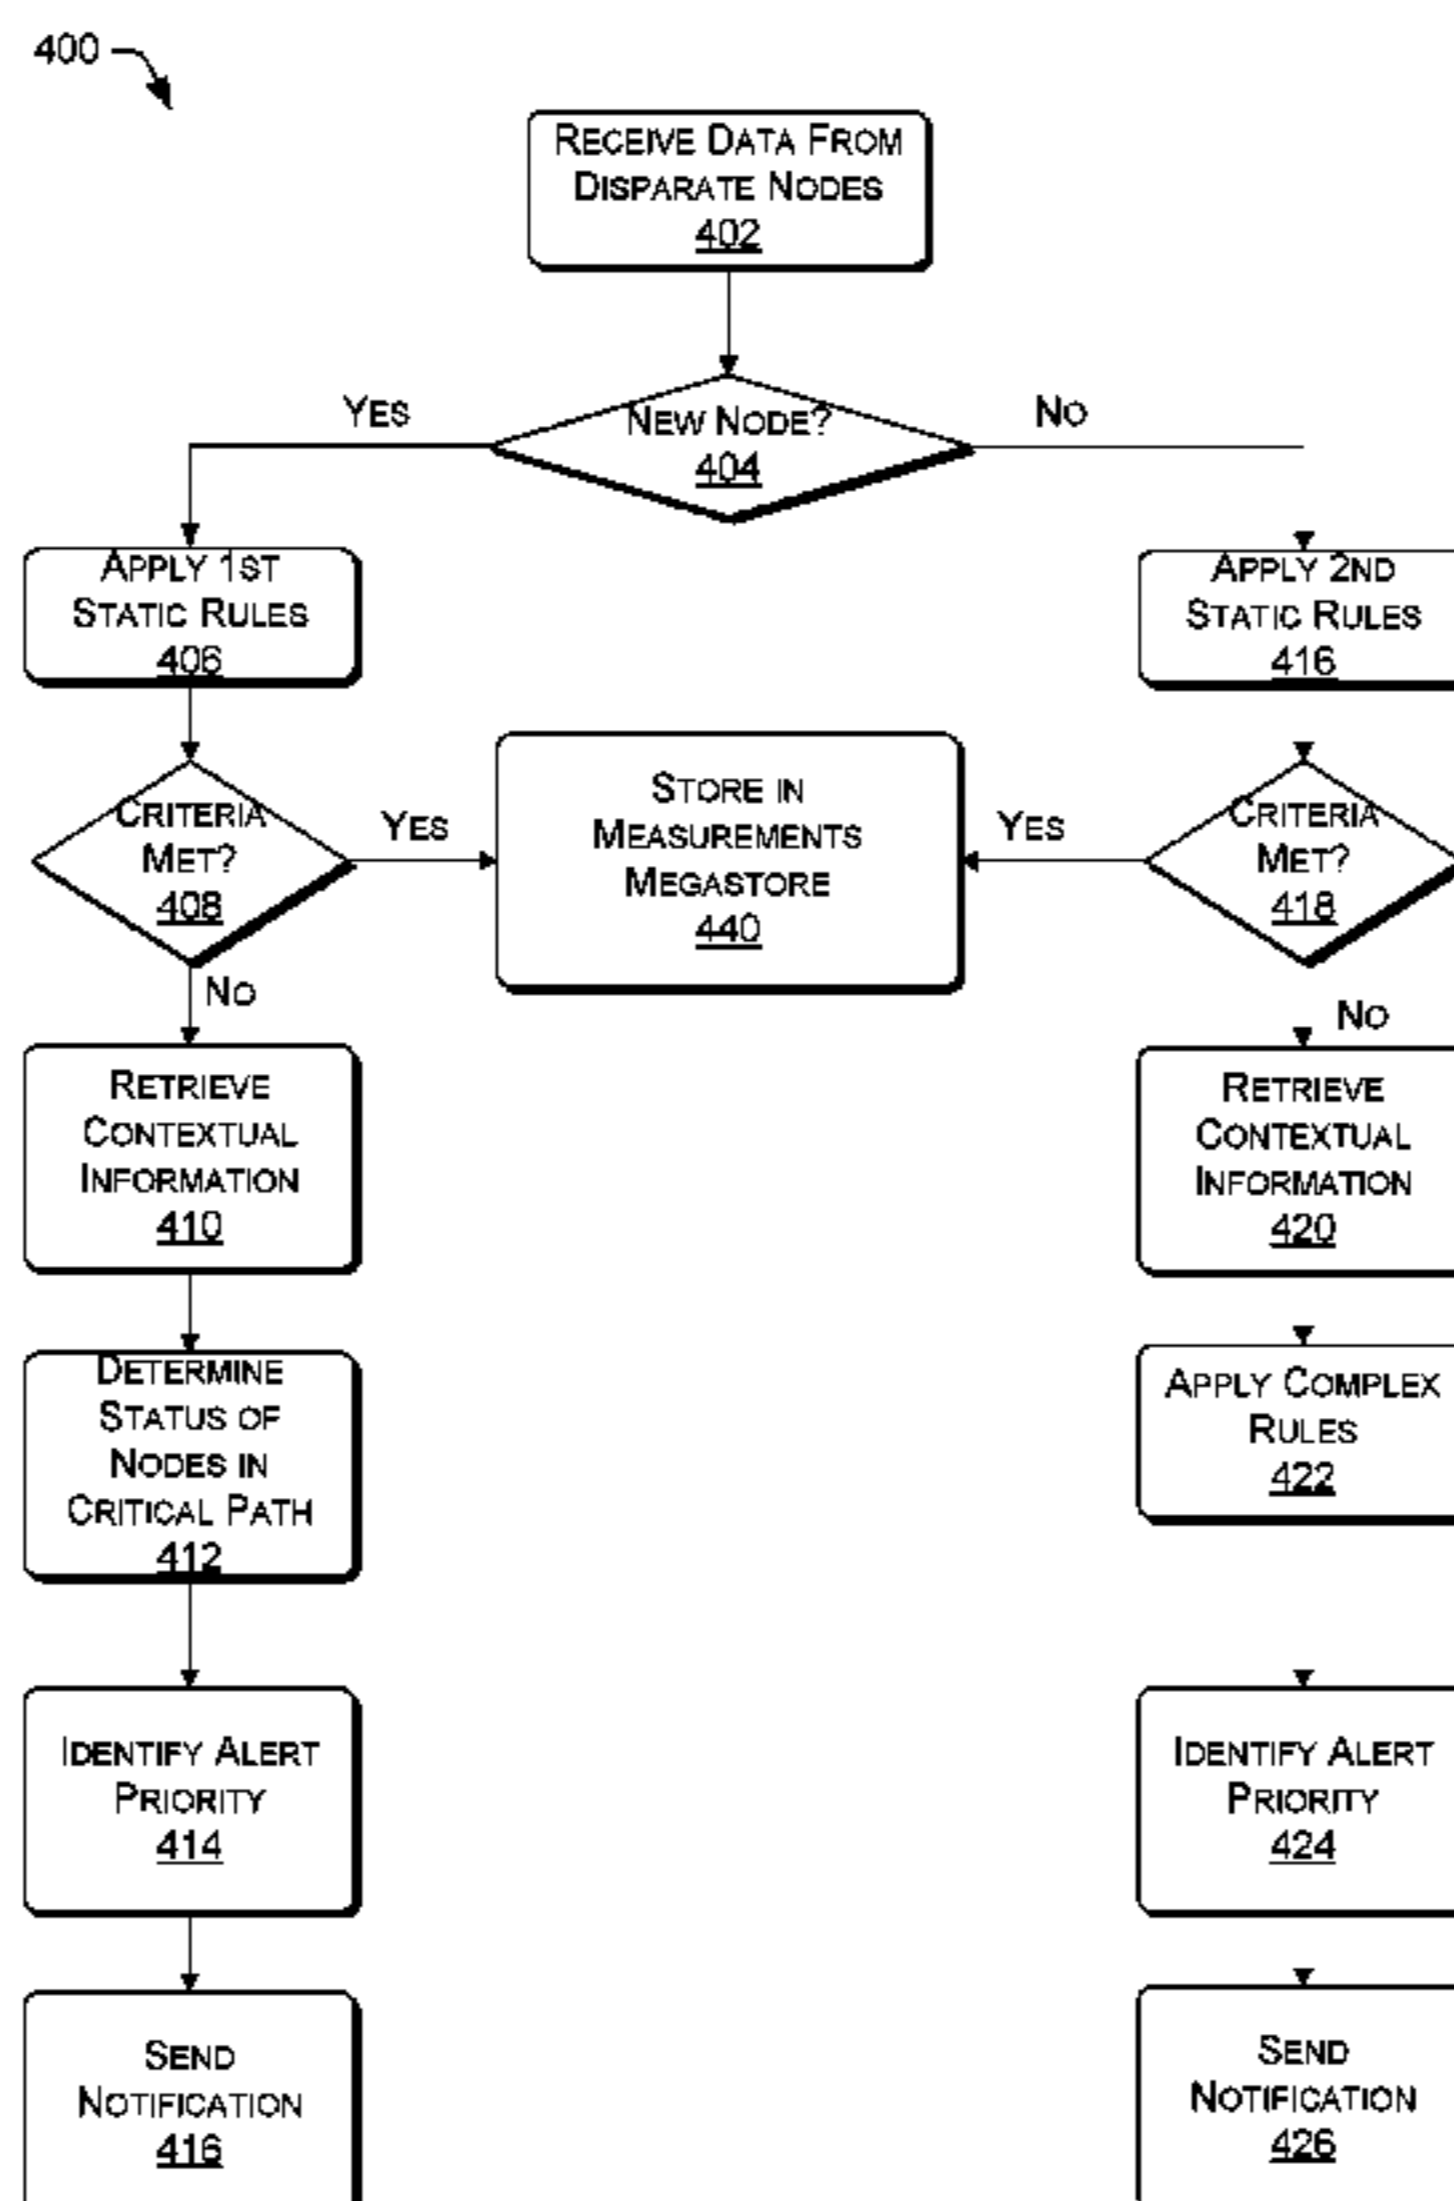 400
RECEIVE DATA FROM
DISPARATE NODES
402
YES
NEW NODE?
404
NO
APPLY 1ST
STATIC RULES
406
APPLY 2ND
STATIC RULES
416
CRITERIA
MET?
408
YES
STORE IN
MEASUREMENTS
MEGASTORE
440
YES
CRITERIA
MET?
418
NO
NO
RETRIEVE
CONTEXTUAL
INFORMATION
410
RETRIEVE
CONTEXTUAL
INFORMATION
420
DETERMINE
STATUS OF
NODES IN
CRITICAL PATH
412
APPLY COMPLEX
RULES
422
IDENTIFY ALERT
PRIORITY
414
IDENTIFY ALERT
PRIORITY
424
SEND
NOTIFICATION
416
SEND
NOTIFICATION
426